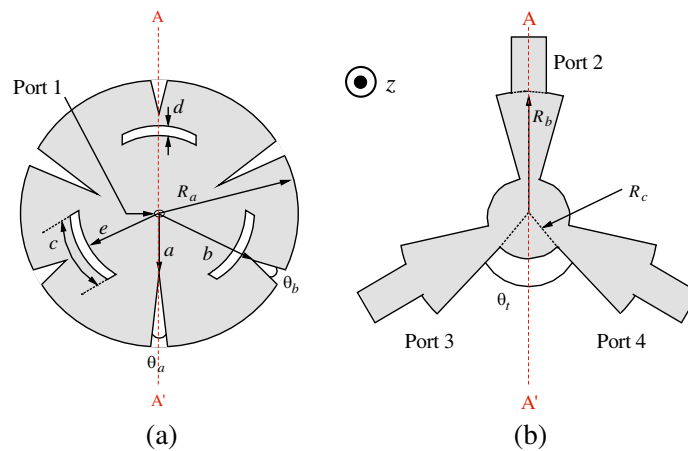 A
Port 1
d
R_a
e
c
a
b
θ_b
θ_a
A'
(a)
A
Port 2
z
R_b
R_c
θ_t
Port 3
Port 4
A'
(b)